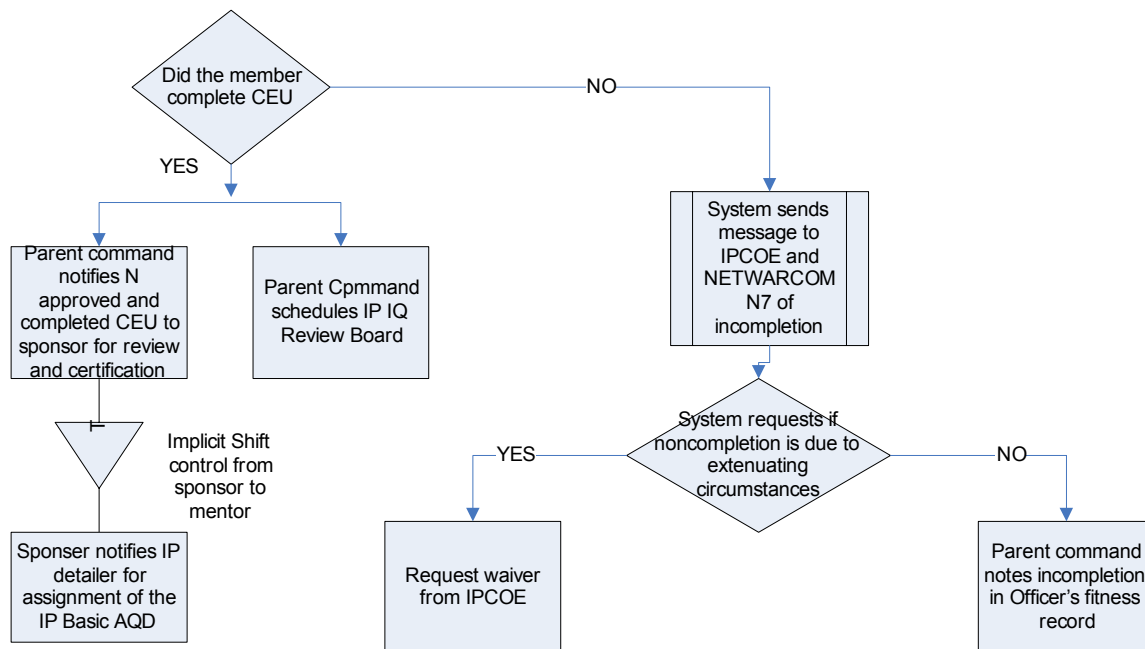 Did the member
complete CEU
NO
YES
Parent command
notifies N
approved and
completed CEU to
sponsor for review
and certification
Parent Cpmmand
schedules IP IQ
Review Board
System sends
message to
IPCOE and
NETWARCOM
N7 of
incompletion
T
Implicit Shift
control from
sponsor to
mentor
System requests if
noncompletion is due to
extenuating
circumstances
YES
NO
Sponser notifies IP
detailer for
assignment of the
IP Basic AQD
Request waiver
from IPCOE
Parent command
notes incompletion
in Officer's fitness
record